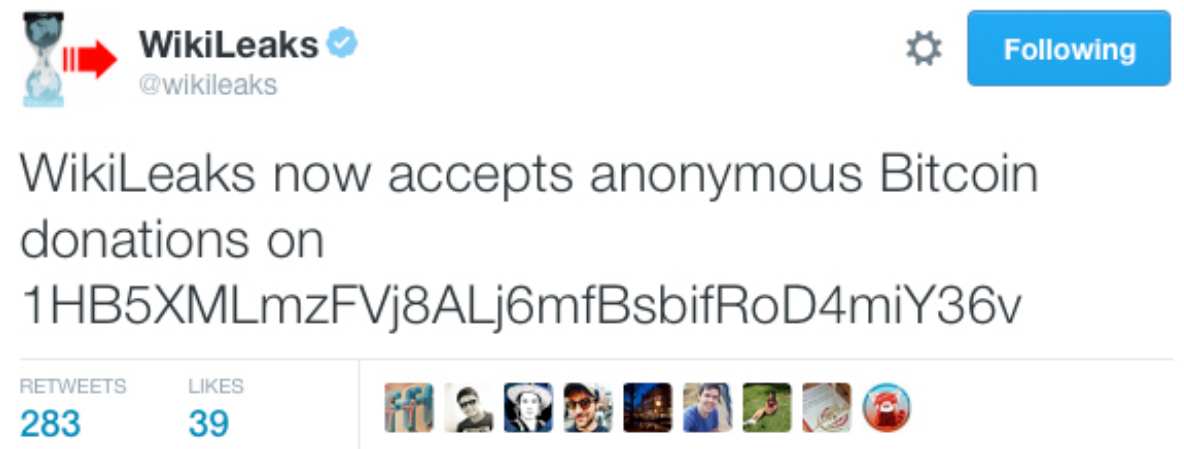 WikiLeaks
@wikileaks
Following
WikiLeaks now accepts anonymous Bitcoin
donations on
1HB5XMLmzFVj8ALj6mfBsbifRoD4miY36v
RETWEETS
283
LIKES
39